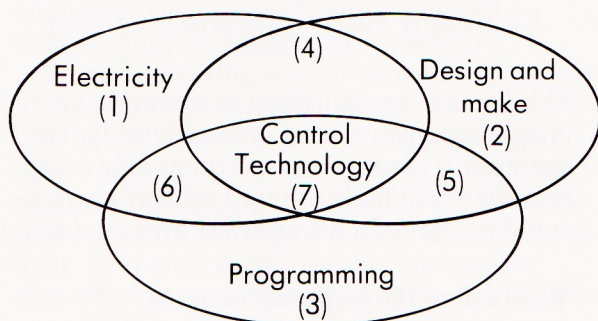 (4)
Electricity
(1)
Design and
make
(2)
Control
Technology
(7)
(6)
(5)
Programming
(3)